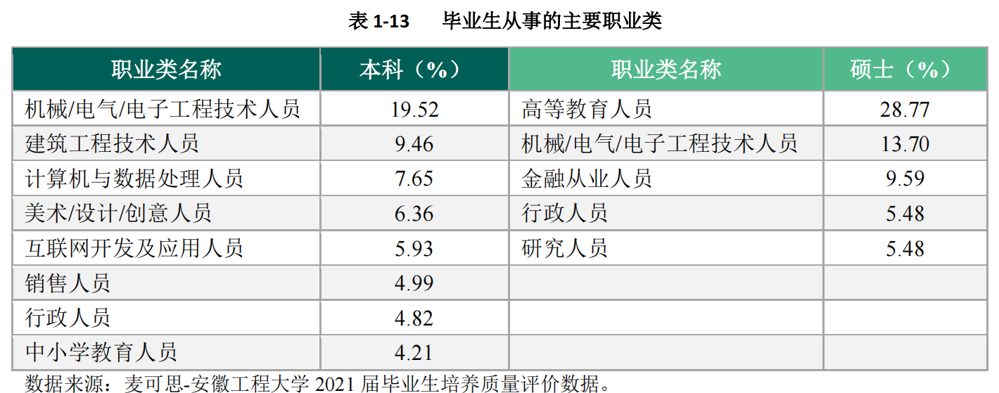 表 1-13 毕业生从事的主要职业类
职业类名称 本科（%） 职业类名称 硕士（%）
机械/电气/电子工程技术人员 19.52 高等教育人员 28.77
建筑工程技术人员 9.46 机械/电气/电子工程技术人员 13.70
计算机与数据处理人员 7.65 金融从业人员 9.59
美术/设计/创意人员 6.36 行政人员 5.48
互联网开发及应用人员 5.93 研究人员 5.48
销售人员 4.99
行政人员 4.82
中小学教育人员 4.21
数据来源：麦可思-安徽工程大学 2021 届毕业生培养质量评价数据。